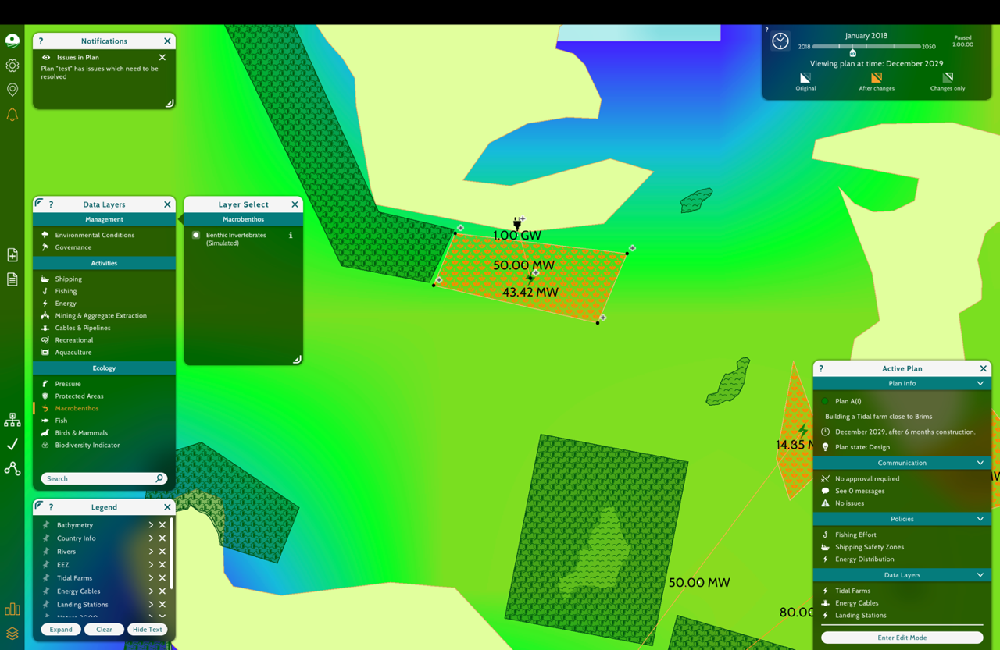 ? Notifications
Issues in Plan
Plan "test" has issues which need to be
resolved
?
January 2018
2018
2050
Paused
2:00:00
Viewing plan at time: December 2029
Original
After changes
Changes only
? Data Layers
Management
Environmental Conditions
Governance
Activities
Shipping
Fishing
Energy
Mining & Aggregate Extraction
Cables & Pipelines
Recreational
Aquaculture
Ecology
Pressure
Protected Areas
Macrobenthos
Fish
Birds & Mammals
Biodiversity Indicator
Search
Layer Select
Macrobenthos
Benthic Invertebrates
(Simulated)
i
1.00 GW
50.00 MW
43.42 MW
14.85 M
50.00 MW
80.00
? Legend
Bathymetry
Country Info
Rivers
EEZ
Tidal Farms
Energy Cables
Landing Stations
Expand
Clear
Hide Text
? Active Plan
Plan Info
Plan A(I)
Building a Tidal farm close to Brims
December 2029, after 6 months construction.
Plan state: Design
Communication
No approval required
See 0 messages
No issues
Policies
Fishing Effort
Shipping Safety Zones
Energy Distribution
Data Layers
Tidal Farms
Energy Cables
Landing Stations
Enter Edit Mode